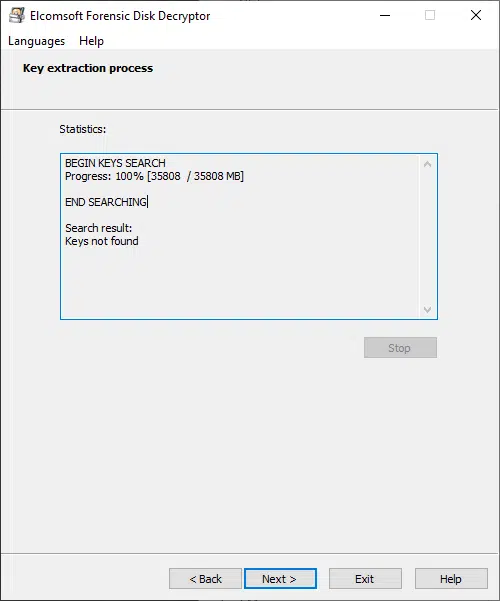 Elcomsoft Forensic Disk Decryptor
Languages Help
Key extraction process
Statistics:
BEGIN KEYS SEARCH
Progress: 100% [35808 / 35808 MB]
END SEARCHING
Search result:
Keys not found
Stop
< Back Next > Exit Help